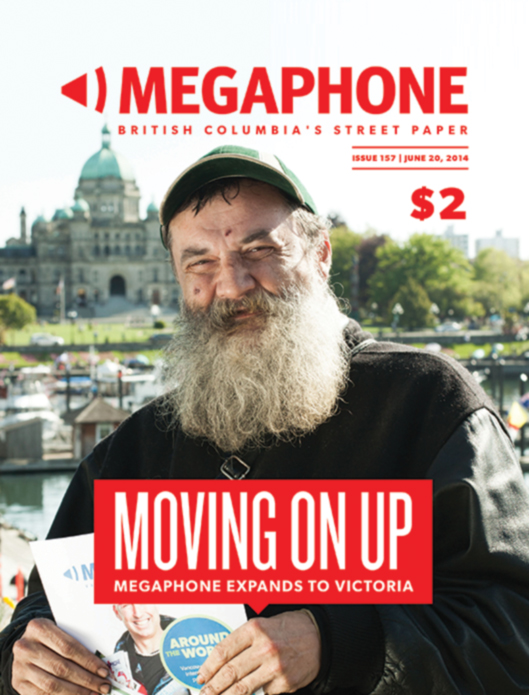 MEGAPHONE
BRITISH COLUMBIA'S STREET PAPER
ISSUE 157 | JUNE 20, 2014
$2
MOVING ON UP
MEGAPHONE EXPANDS TO VICTORIA
M
AROUND
THE WO